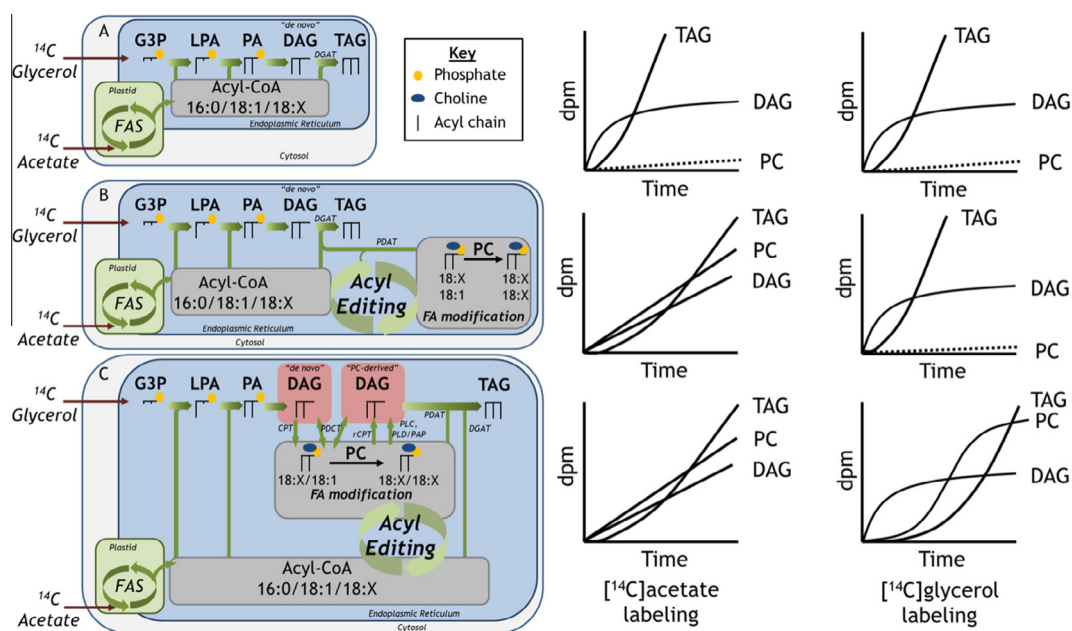 A
"de novo"
G3P LPA PA DAG TAG
14C
Glycerol
DGAT
Acyl-CoA
16:0/18:1/18:X
Plastid
FAS
Endoplasmic Reticulum
14C
Acetate
Cytosol
Key
Phosphate
Choline
Acyl chain
B
"de novo"
G3P LPA PA DAG TAG
14C
Glycerol
DGAT
PDAT
PC
18:X 18:X
18:1 18:X
FA modification
Acyl
Editing
Acyl-CoA
16:0/18:1/18:X
Plastid
FAS
Endoplasmic Reticulum
14C
Acetate
Cytosol
C
"de novo" "PC-derived"
G3P LPA PA DAG DAG TAG
14C
Glycerol
CPT PDCT rCPT PLC,
PLD/PAP
PDAT
DGAT
PC
18:X/18:1 18:X/18:X
FA modification
Acyl
Editing
Plastid
FAS
Acyl-CoA
16:0/18:1/18:X
14C
Acetate
Endoplasmic Reticulum
Cytosol
dpm
TAG
DAG
PC
Time
dpm
TAG
DAG
PC
Time
dpm
TAG
PC
DAG
Time
dpm
TAG
DAG
PC
Time
dpm
TAG
PC
DAG
Time
dpm
TAG
PC
DAG
Time
[14C]acetate
labeling
[14C]glycerol
labeling